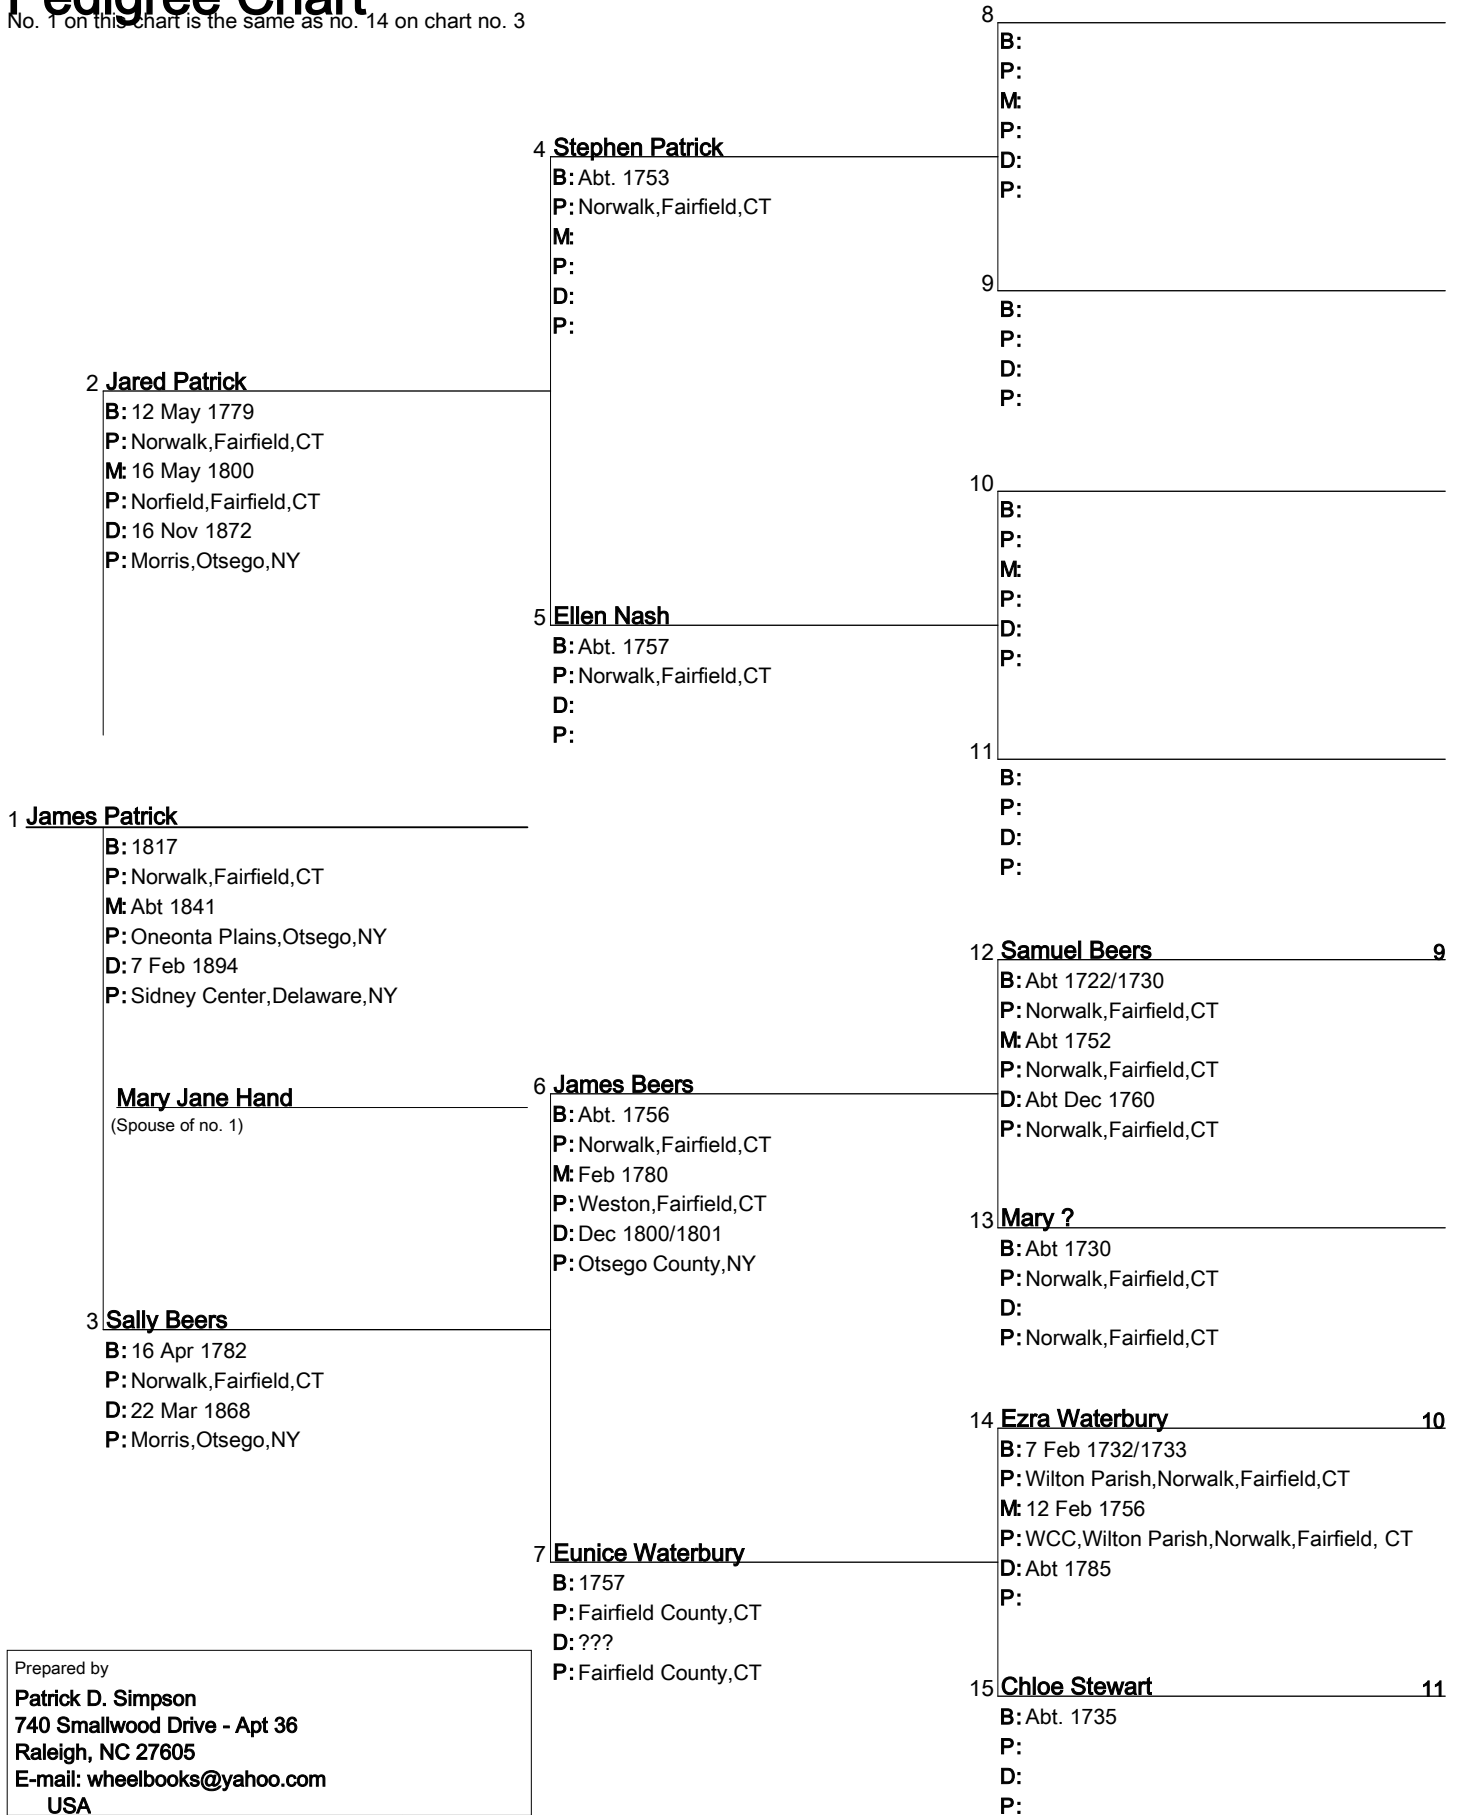 Pedigree Chart
No. 1 on this chart is the same as no. 14 on chart no. 3
8
B:
P:
M:
P:
D:
P:
4 Stephen Patrick
B: Abt. 1753
P: Norwalk,Fairfield,CT
M:
P:
D:
P:
9
B:
P:
D:
P:
2 Jared Patrick
B: 12 May 1779
P: Norwalk,Fairfield,CT
M: 16 May 1800
P: Norfield,Fairfield,CT
D: 16 Nov 1872
P: Morris,Otsego,NY
10
B:
P:
M:
P:
D:
P:
5 Ellen Nash
B: Abt. 1757
P: Norwalk,Fairfield,CT
D:
P:
11
B:
P:
D:
P:
1 James Patrick
B: 1817
P: Norwalk,Fairfield,CT
M: Abt 1841
P: Oneonta Plains,Otsego,NY
D: 7 Feb 1894
P: Sidney Center,Delaware,NY
Mary Jane Hand
(Spouse of no. 1)
12 Samuel Beers 9
B: Abt 1722/1730
P: Norwalk,Fairfield,CT
M: Abt 1752
P: Norwalk,Fairfield,CT
D: Abt Dec 1760
P: Norwalk,Fairfield,CT
6 James Beers
B: Abt. 1756
P: Norwalk,Fairfield,CT
M: Feb 1780
P: Weston,Fairfield,CT
D: Dec 1800/1801
P: Otsego County,NY
13 Mary ?
B: Abt 1730
P: Norwalk,Fairfield,CT
D:
P: Norwalk,Fairfield,CT
3 Sally Beers
B: 16 Apr 1782
P: Norwalk,Fairfield,CT
D: 22 Mar 1868
P: Morris,Otsego,NY
14 Ezra Waterbury 10
B: 7 Feb 1732/1733
P: Wilton Parish,Norwalk,Fairfield,CT
M: 12 Feb 1756
P: WCC,Wilton Parish,Norwalk,Fairfield, CT
D: Abt 1785
P:
7 Eunice Waterbury
B: 1757
P: Fairfield County,CT
D: ???
P: Fairfield County,CT
15 Chloe Stewart 11
B: Abt. 1735
P:
D:
P:
Prepared by
Patrick D. Simpson
740 Smallwood Drive - Apt 36
Raleigh, NC 27605
E-mail: wheelbooks@yahoo.com
USA